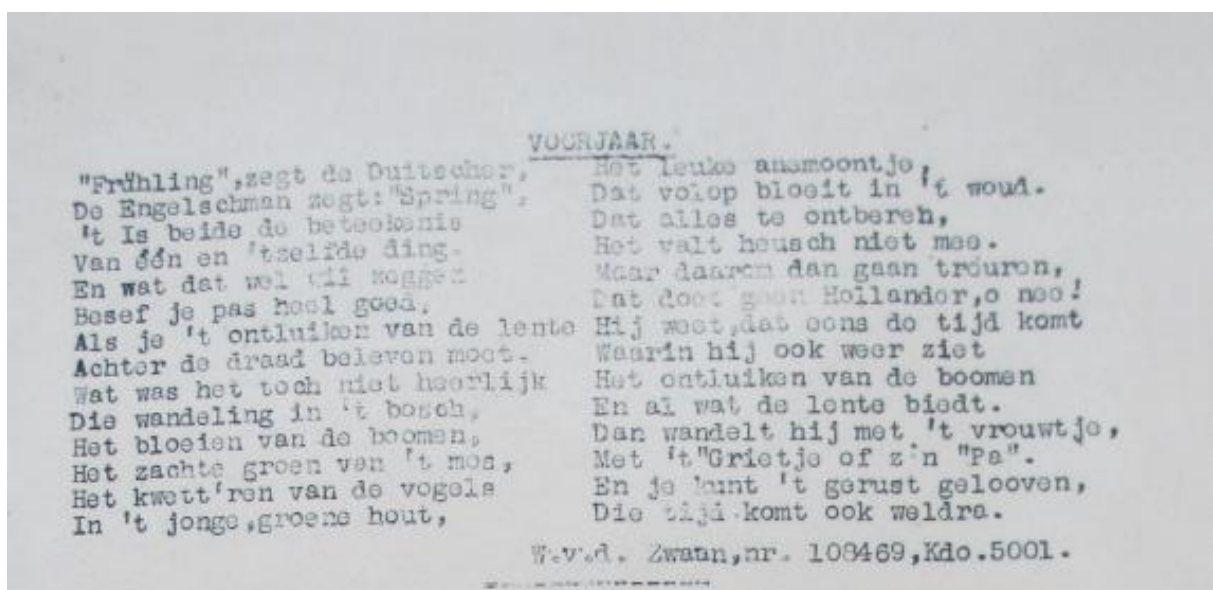 VOORJAAR.
"Frühling",zegt de Duitscher,
De Engelschman zegt:"Spring",
't Is beide de beteekenis
Van één en 'tzelfde ding.
En wat dat wel wil zeggen
Besef je pas heel goed,
Als je 't ontluiken van de lente
Achter de draad beleven moet.
Wat was het toch niet heerlijk
Die wandeling in 't bosch,
Het bloeien van de boomen,
Het zachte groen van 't mos,
Het kwett'ren van de vogels
In 't jonge,groene hout,
Het leuke anemoontje,
Dat volop bloeit in 't woud.
Dat alles te ontbereh,
Het valt heusch niet mee.
Maar daarom dan gaan treuren,
Dat doet geen Hollander,o nee!
Hij weet,dat eens de tijd komt
Waarin hij ook weer ziet
Het ontluiken van de boomen
En al wat de lente biedt.
Dan wandelt hij met 't vrouwtje,
Met 't"Grietje of z'n "Pa".
En je kunt 't gerust gelooven,
Die tijd komt ook weldra.
W.v.d. Zwaan,nr. 108469,Kdo.5001.